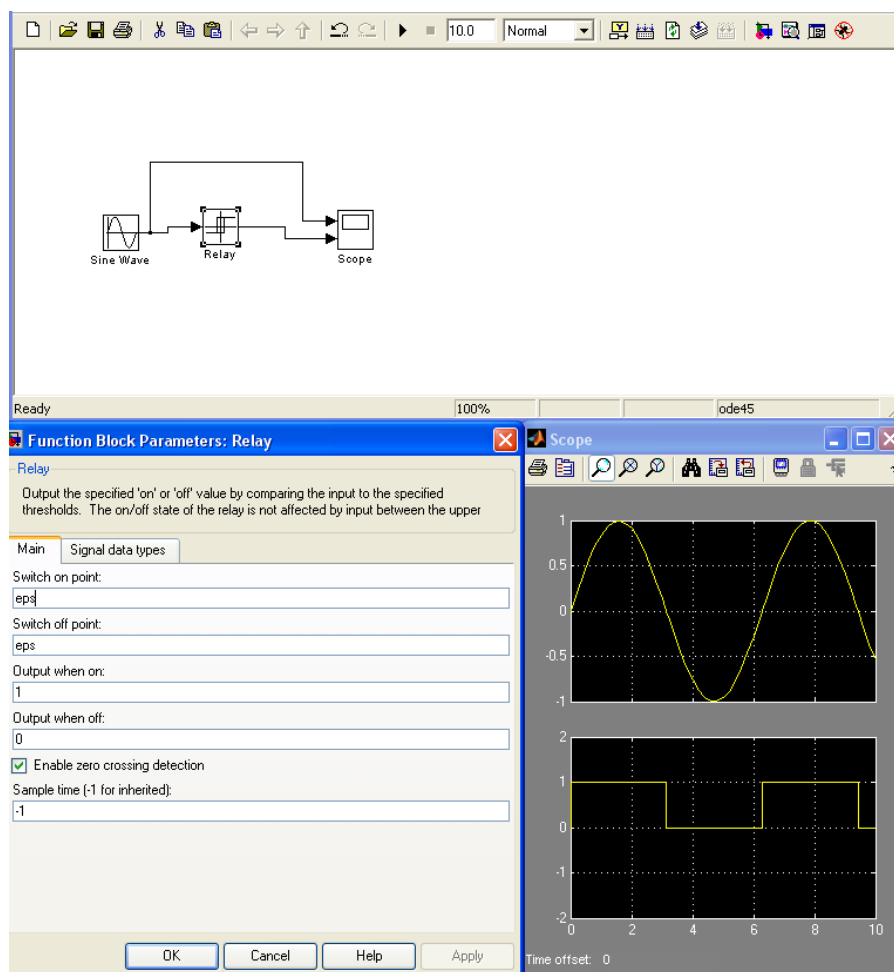 10.0 Normal
Sine Wave
Relay
Scope
Ready 100% ode45
Function Block Parameters: Relay
Relay
Output the specified 'on' or 'off' value by comparing the input to the specified
thresholds. The on/off state of the relay is not affected by input between the upper
Main Signal data types
Switch on point:
eps
Switch off point:
eps
Output when on:
1
Output when off:
0
Enable zero crossing detection
Sample time (-1 for inherited):
-1
OK Cancel Help Apply
Scope
1
0.5
0
-0.5
-1
2
1
0
-1
-2
0 2 4 6 8 10
Time offset: 0